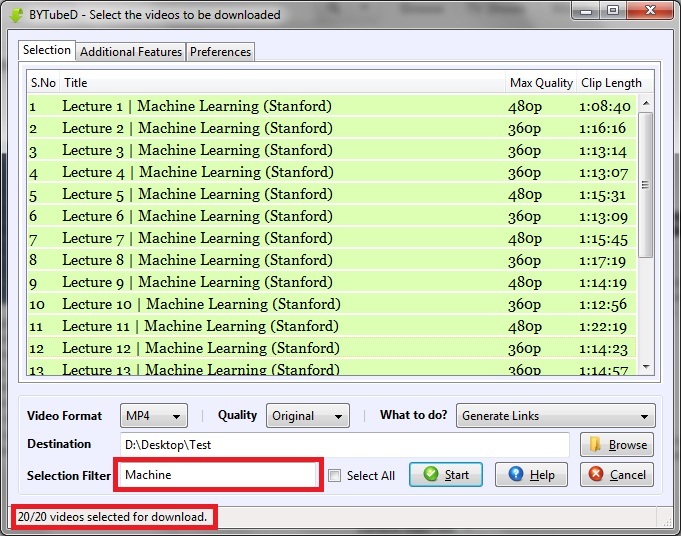 BYTubeD - Select the videos to be downloaded
Selection Additional Features Preferences
S.No Title Max Quality Clip Length
1 Lecture 1 | Machine Learning (Stanford) 480p 1:08:40
2 Lecture 2 | Machine Learning (Stanford) 360p 1:16:16
3 Lecture 3 | Machine Learning (Stanford) 360p 1:13:14
4 Lecture 4 | Machine Learning (Stanford) 360p 1:13:07
5 Lecture 5 | Machine Learning (Stanford) 480p 1:15:31
6 Lecture 6 | Machine Learning (Stanford) 360p 1:13:09
7 Lecture 7 | Machine Learning (Stanford) 480p 1:15:45
8 Lecture 8 | Machine Learning (Stanford) 360p 1:17:19
9 Lecture 9 | Machine Learning (Stanford) 480p 1:14:19
10 Lecture 10 | Machine Learning (Stanford) 360p 1:12:56
11 Lecture 11 | Machine Learning (Stanford) 480p 1:22:19
12 Lecture 12 | Machine Learning (Stanford) 360p 1:14:23
13 Lecture 13 | Machine Learning (Stanford) 360p 1:14:57
Video Format MP4 | Quality Original | What to do? Generate Links
Destination D:\Desktop\Test Browse
Selection Filter Machine Select All Start Help Cancel
20/20 videos selected for download.